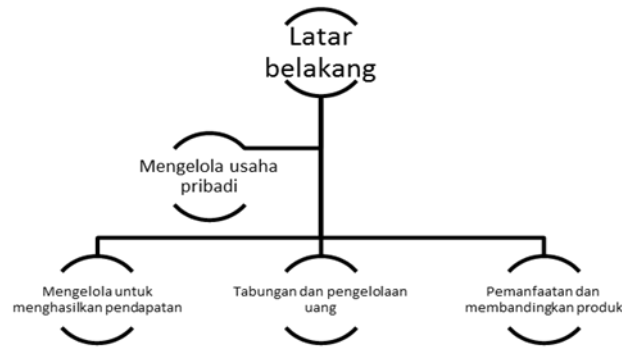 Latar
belakang
Mengelola usaha
pribadi
Mengelola untuk
menghasilkan pendapatan
Tabungan dan pengelolaan
uang
Pemanfaatan dan
membandingkan produk